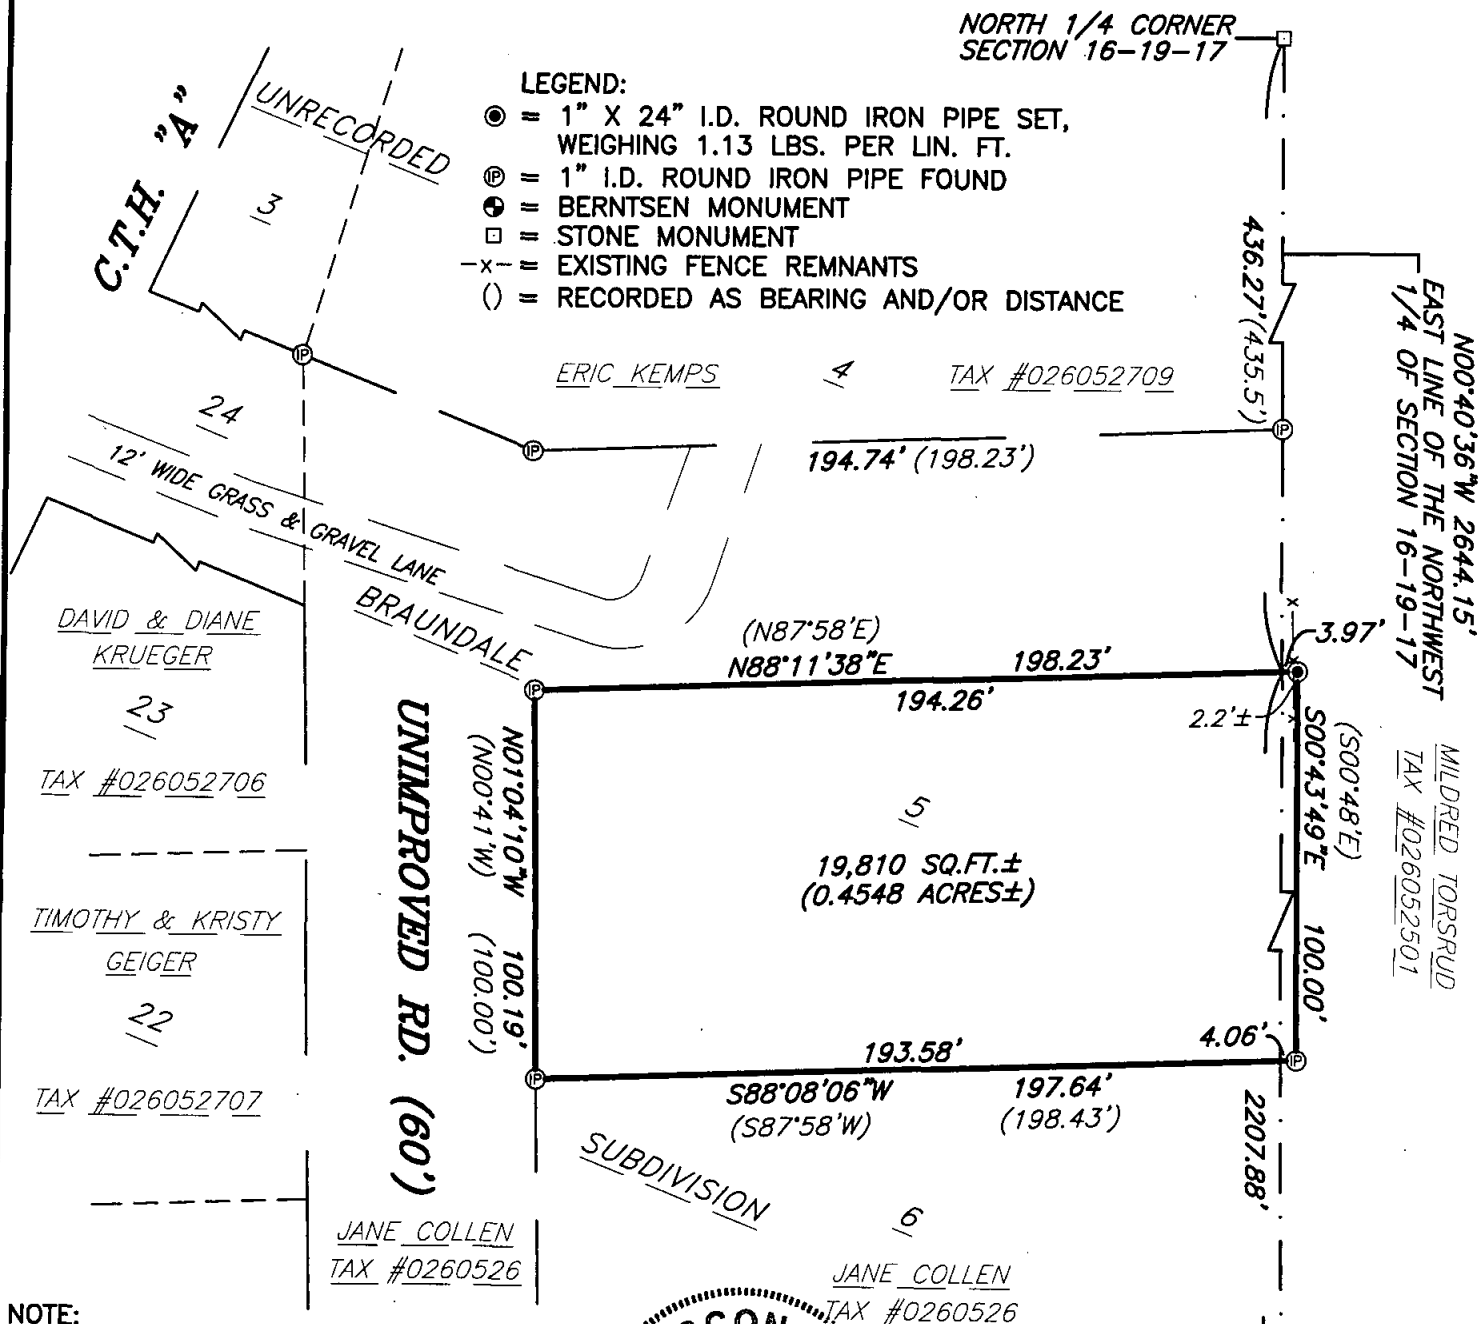 NORTH 1/4 CORNER
SECTION 16-19-17
LEGEND:
= 1" X 24" I.D. ROUND IRON PIPE SET,
WEIGHING 1.13 LBS. PER LIN. FT.
IP = 1" I.D. ROUND IRON PIPE FOUND
= BERNTSEN MONUMENT
= STONE MONUMENT
-x- = EXISTING FENCE REMNANTS
() = RECORDED AS BEARING AND/OR DISTANCE
C.T.H. "A"
UNRECORDED
3
IP
436.27' (435.5')
N00°40'36"W 2644.15'
EAST LINE OF THE NORTHWEST
1/4 OF SECTION 16-19-17
ERIC KEMPS
4
TAX #026052709
24
12' WIDE GRASS & GRAVEL LANE
IP
194.74' (198.23')
IP
BRAUNDALE
DAVID & DIANE
KRUEGER
23
TAX #026052706
(N87°58'E)
N88°11'38"E 198.23'
194.26'
x
3.97'
x
2.2'±
x
IP
UNIMPROVED RD. (60')
N01°04'10"W 100.19'
(N00°41'W) (100.00')
5
19,810 SQ.FT.±
(0.4548 ACRES±)
(S00°48'E)
S00°43'49"E 100.00'
MILDRED TORSRUD
TAX #026052501
TIMOTHY & KRISTY
GEIGER
22
TAX #026052707
193.58'
4.06'
IP
IP
S88°08'06"W 197.64'
(S87°58'W) (198.43')
2207.88'
SUBDIVISION
6
JANE COLLEN
TAX #0260526
JANE COLLEN
TAX #0260526
NOTE:
SCON